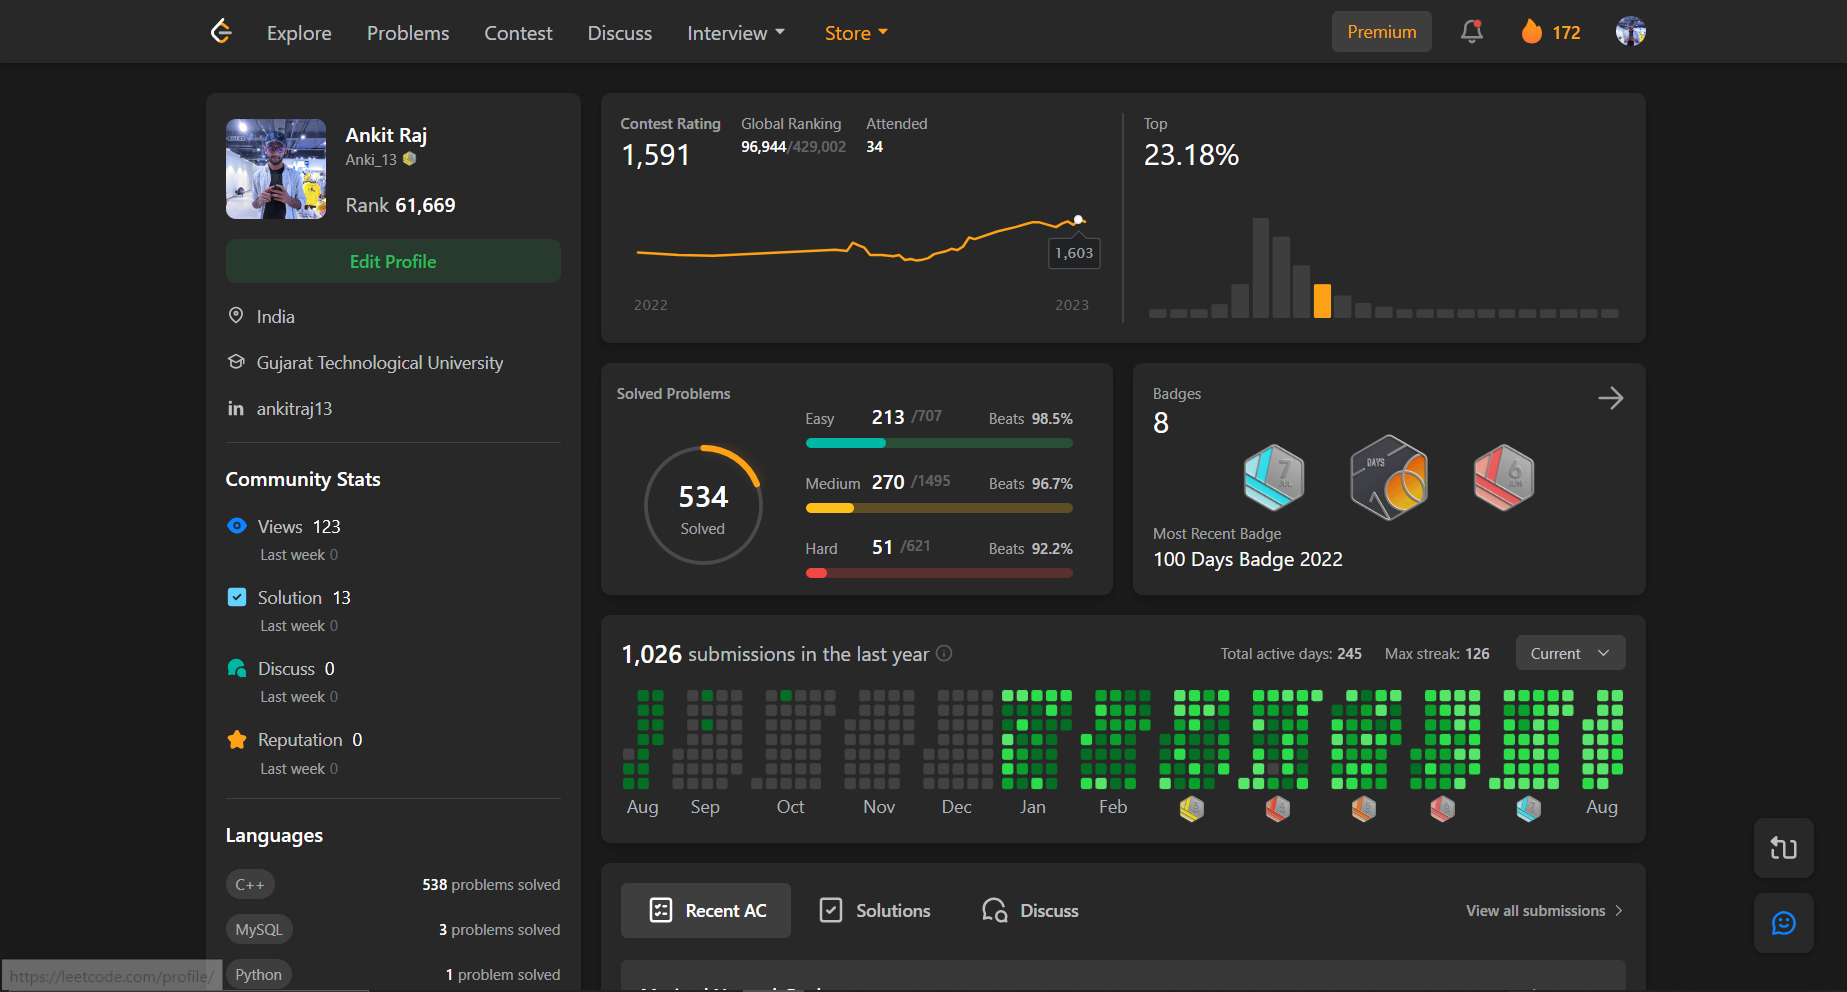 Explore Problems Contest Discuss Interview Store Premium 172
Ankit Raj
Anki_13
Rank 61,669
Edit Profile
India
Gujarat Technological University
in ankitraj13
Community Stats
Views 123
Last week 0
Solution 13
Last week 0
Discuss 0
Last week 0
Reputation 0
Last week 0
Languages
C++ 538 problems solved
MySQL 3 problems solved
Python 1 problem solved
https://leetcode.com/profile/
Contest Rating Global Ranking Attended
1,591 96,944/429,002 34
1,603
2022 2023
Top
23.18%
Solved Problems
534
Solved
Easy 213 /707 Beats 98.5%
Medium 270 /1495 Beats 96.7%
Hard 51 /621 Beats 92.2%
Badges
8
7
JUL
DAYS
6
JUN
Most Recent Badge
100 Days Badge 2022
1,026 submissions in the last year Total active days: 245 Max streak: 126 Current
Aug Sep Oct Nov Dec Jan Feb Aug
Recent AC Solutions Discuss View all submissions